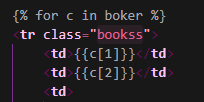 {% for c in boker %}
<tr class="bookss">
<td>{{c[1]}}</td>
<td>{{c[2]}}</td>
<td>